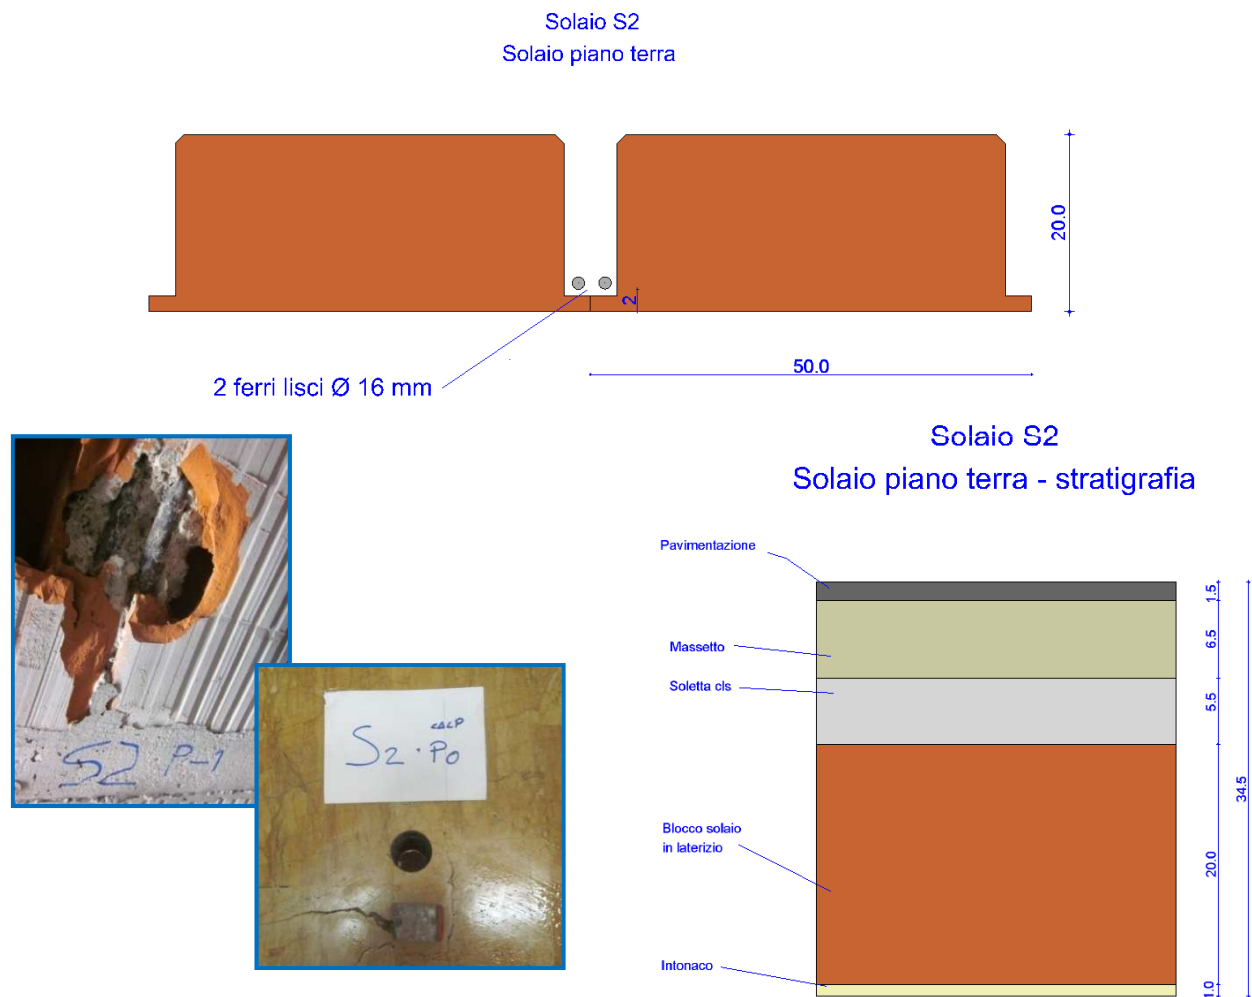 Solaio S2
Solaio piano terra
20.0
2
2 ferri lisci Ø 16 mm
50.0
Solaio S2
Solaio piano terra - stratigrafia
Pavimentazione
Massetto
Soletta cls
Blocco solaio
in laterizio
Intonaco
1.5
6.5
5.5
20.0
1.0
34.5
S2 P-1
CALP
S2 · P0